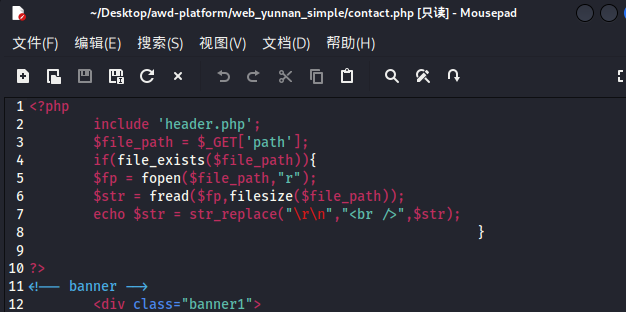 ~/Desktop/awd-platform/web_yunnan_simple/contact.php [只读] - Mousepad
文件(F) 编辑(E) 搜索(S) 视图(V) 文档(D) 帮助(H)
1 <?php
2 include 'header.php';
3 $file_path = $_GET['path'];
4 if(file_exists($file_path)){
5 $fp = fopen($file_path,"r");
6 $str = fread($fp,filesize($file_path));
7 echo $str = str_replace("\r\n","<br />",$str);
8 }
9
10 ?>
11 <!-- banner -->
12 <div class="banner1">